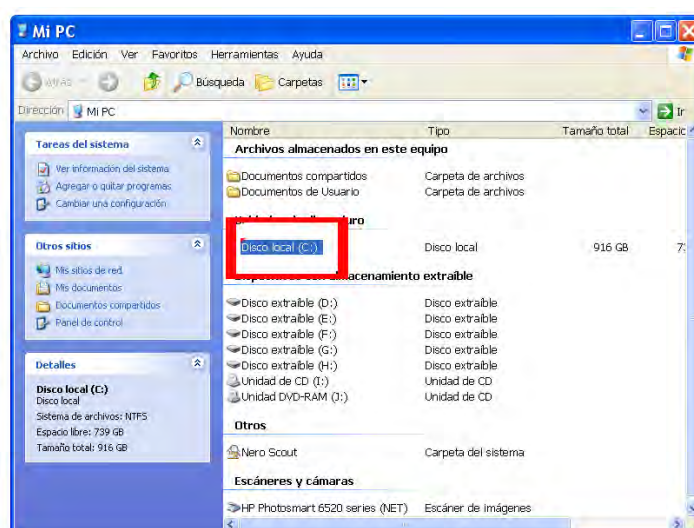 Mi PC
Archivo Edición Ver Favoritos Herramientas Ayuda
Atrás Búsqueda Carpetas
Dirección Mi PC Ir
Nombre Tipo Tamaño total Espacio
Tareas del sistema
Ver información del sistema
Agregar o quitar programas
Cambiar una configuración
Otros sitios
Mis sitios de red
Mis documentos
Documentos compartidos
Panel de control
Detalles
Disco local (C:)
Disco local
Sistema de archivos: NTFS
Espacio libre: 739 GB
Tamaño total: 916 GB
Archivos almacenados en este equipo
Documentos compartidos Carpeta de archivos
Documentos de Usuario Carpeta de archivos
Disco local (C:) Disco local 916 GB
almacenamiento extraíble
Disco extraíble (D:) Disco extraíble
Disco extraíble (E:) Disco extraíble
Disco extraíble (F:) Disco extraíble
Disco extraíble (G:) Disco extraíble
Disco extraíble (H:) Disco extraíble
Unidad de CD (I:) Unidad de CD
Unidad DVD-RAM (J:) Unidad de CD
Otros
Nero Scout Carpeta del sistema
Escáneres y cámaras
HP Photosmart 6520 series (NET) Escáner de imágenes